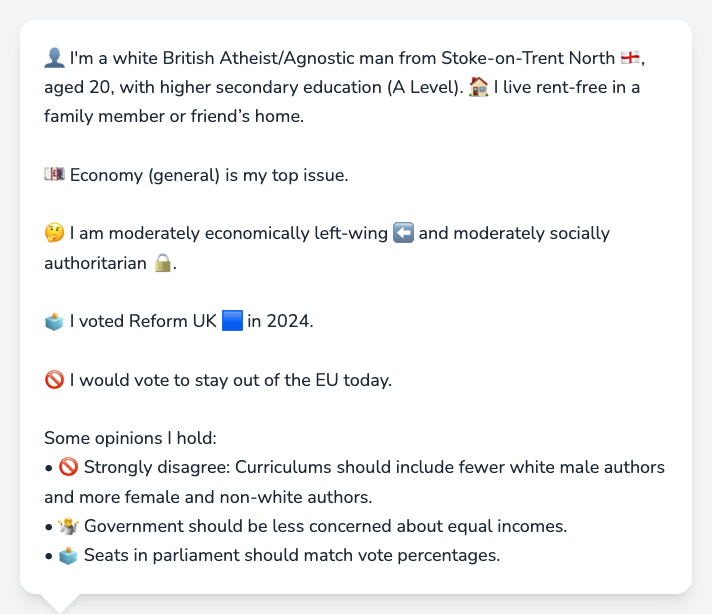 👤 I'm a white British Atheist/Agnostic man from Stoke-on-Trent North 🏴󠁧󠁢󠁥󠁮󠁧󠁿,
aged 20, with higher secondary education (A Level). 🏠 I live rent-free in a
family member or friend’s home.
💷 Economy (general) is my top issue.
🤔 I am moderately economically left-wing ⬅️ and moderately socially
authoritarian 🔒.
🗳️ I voted Reform UK 🟦 in 2024.
🚫 I would vote to stay out of the EU today.
Some opinions I hold:
• 🚫 Strongly disagree: Curriculums should include fewer white male authors
and more female and non-white authors.
• 🤷 Government should be less concerned about equal incomes.
• 🗳️ Seats in parliament should match vote percentages.